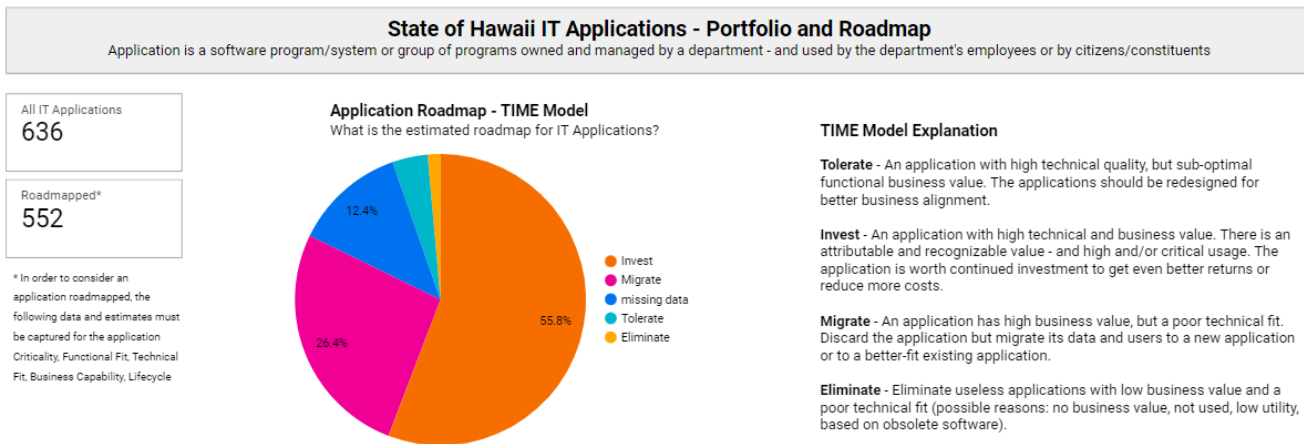 State of Hawaii IT Applications - Portfolio and Roadmap
Application is a software program/system or group of programs owned and managed by a department - and used by the department's employees or by citizens/constituents
All IT Applications
636
Roadmapped*
552
* In order to consider an
application roadmapped, the
following data and estimates must
be captured for the application
Criticality, Functional Fit, Technical
Fit, Business Capability, Lifecycle
Application Roadmap - TIME Model
What is the estimated roadmap for IT Applications?
12.4%
26.4%
55.8%
Invest
Migrate
missing data
Tolerate
Eliminate
TIME Model Explanation
Tolerate - An application with high technical quality, but sub-optimal
functional business value. The applications should be redesigned for
better business alignment.
Invest - An application with high technical and business value. There is an
attributable and recognizable value - and high and/or critical usage. The
application is worth continued investment to get even better returns or
reduce more costs.
Migrate - An application has high business value, but a poor technical fit.
Discard the application but migrate its data and users to a new application
or to a better-fit existing application.
Eliminate - Eliminate useless applications with low business value and a
poor technical fit (possible reasons: no business value, not used, low utility,
based on obsolete software).